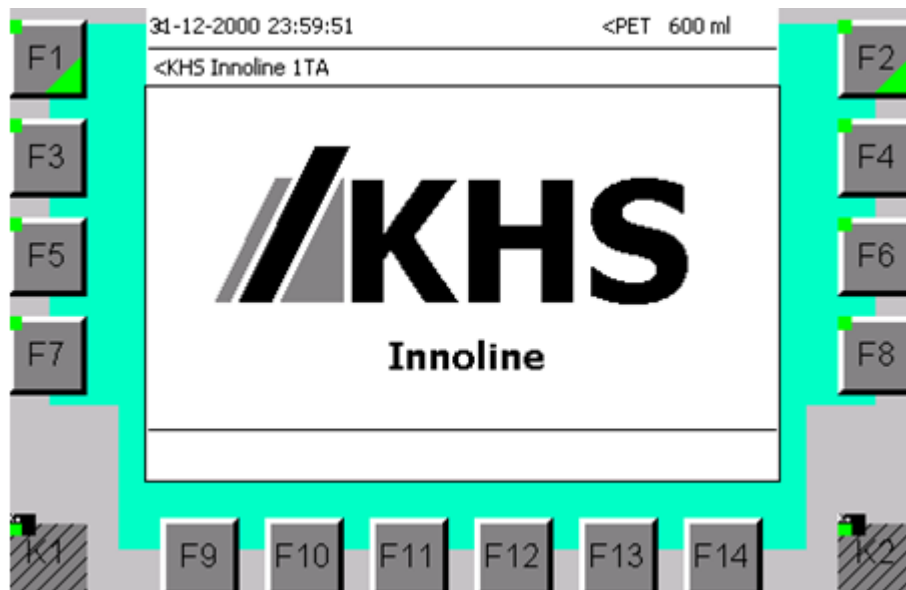 31-12-2000 23:59:51 <PET 600 ml
<KHS Innoline 1TA
F1
F2
F3
F4
KHS
F5
F6
Innoline
F7
F8
K1
F9 F10 F11 F12 F13 F14
K2